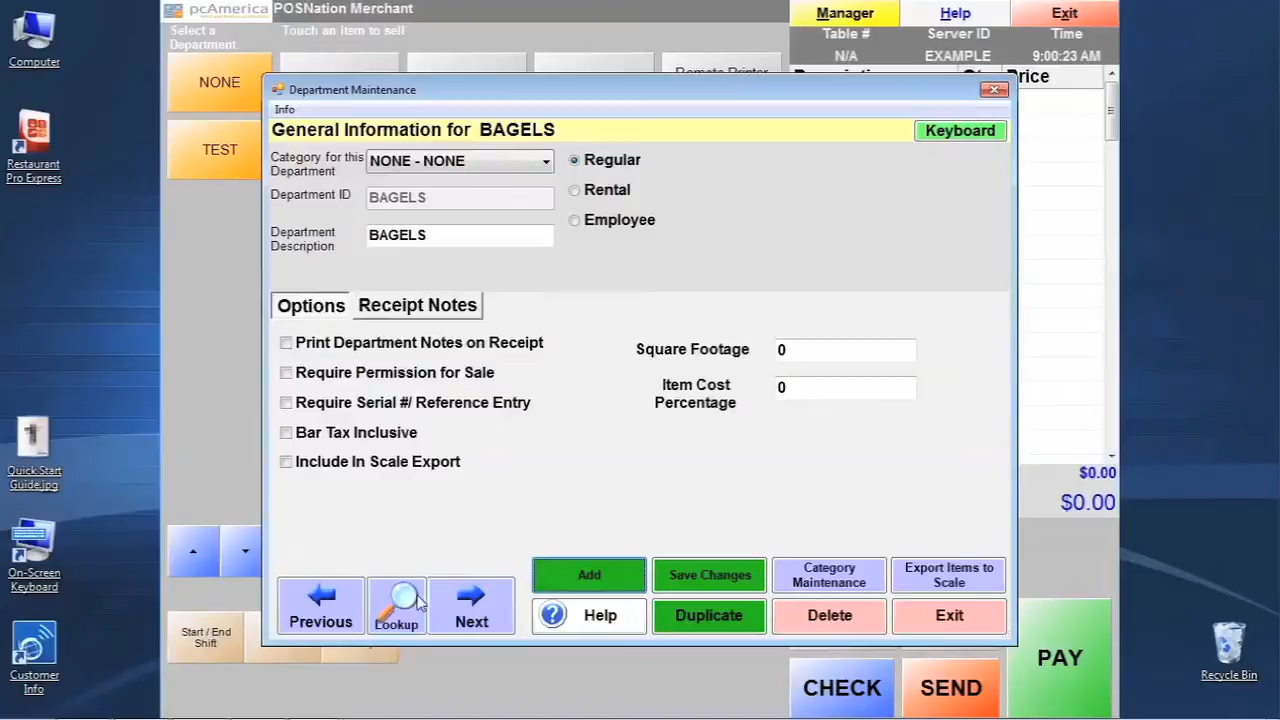 Computer
Restaurant
Pro Express
Quick Start
Guide.jpg
On-Screen
Keyboard
Customer
Info
Recycle Bin
pcAmerica
POSNation Merchant
Select a
Department
Touch an Item to sell
Manager
Help
Exit
Table #
Server ID
Time
N/A
EXAMPLE
9:00:23 AM
Price
NONE
TEST
Remote Printer
Department Maintenance
Info
General Information for BAGELS
Keyboard
Category for this
Department
NONE - NONE
Department ID
BAGELS
Department
Description
BAGELS
Regular
Rental
Employee
Options
Receipt Notes
Print Department Notes on Receipt
Require Permission for Sale
Require Serial #/ Reference Entry
Bar Tax Inclusive
Include In Scale Export
Square Footage
0
Item Cost
Percentage
0
Previous
Lookup
Next
Add
Save Changes
Category
Maintenance
Export Items to
Scale
Help
Duplicate
Delete
Exit
$0.00
$0.00
Start / End
Shift
CHECK
SEND
PAY